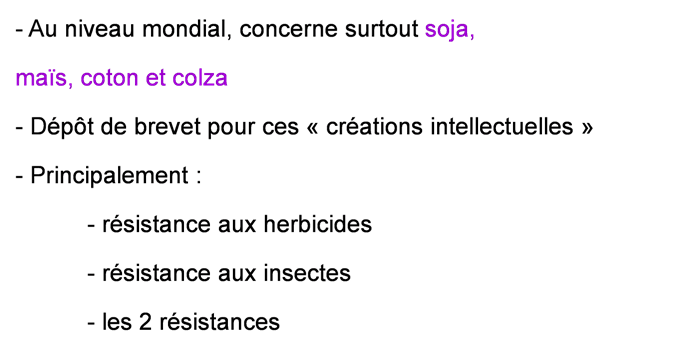 - Au niveau mondial, concerne surtout soja,
maïs, coton et colza
- Dépôt de brevet pour ces « créations intellectuelles »
- Principalement :
- résistance aux herbicides
- résistance aux insectes
- les 2 résistances